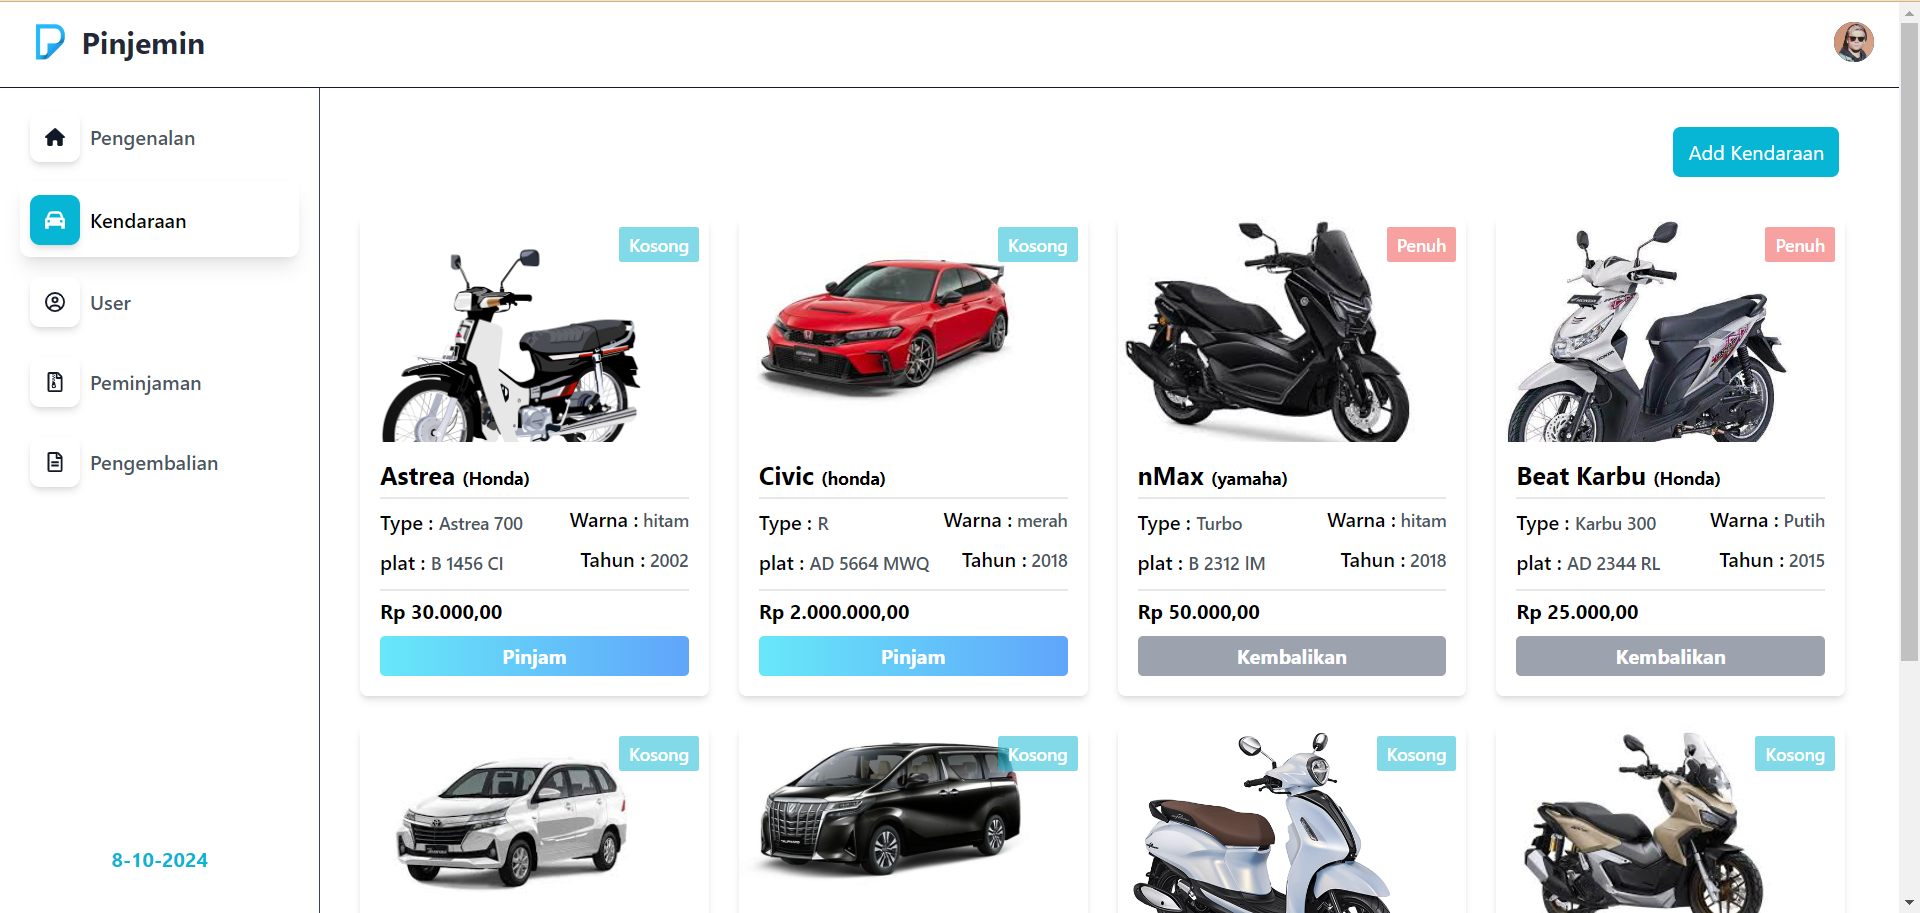 Pinjemin
Pengenalan
Kendaraan
User
Peminjaman
Pengembalian
8-10-2024
Add Kendaraan
Kosong
Astrea (Honda)
Type : Astrea 700
Warna : hitam
plat : B 1456 CI
Tahun : 2002
Rp 30.000,00
Pinjam
Kosong
Civic (honda)
Type : R
Warna : merah
plat : AD 5664 MWQ
Tahun : 2018
Rp 2.000.000,00
Pinjam
Penuh
nMax (yamaha)
Type : Turbo
Warna : hitam
plat : B 2312 lM
Tahun : 2018
Rp 50.000,00
Kembalikan
Penuh
Beat Karbu (Honda)
Type : Karbu 300
Warna : Putih
plat : AD 2344 RL
Tahun : 2015
Rp 25.000,00
Kembalikan
Kosong
Kosong
Kosong
Kosong